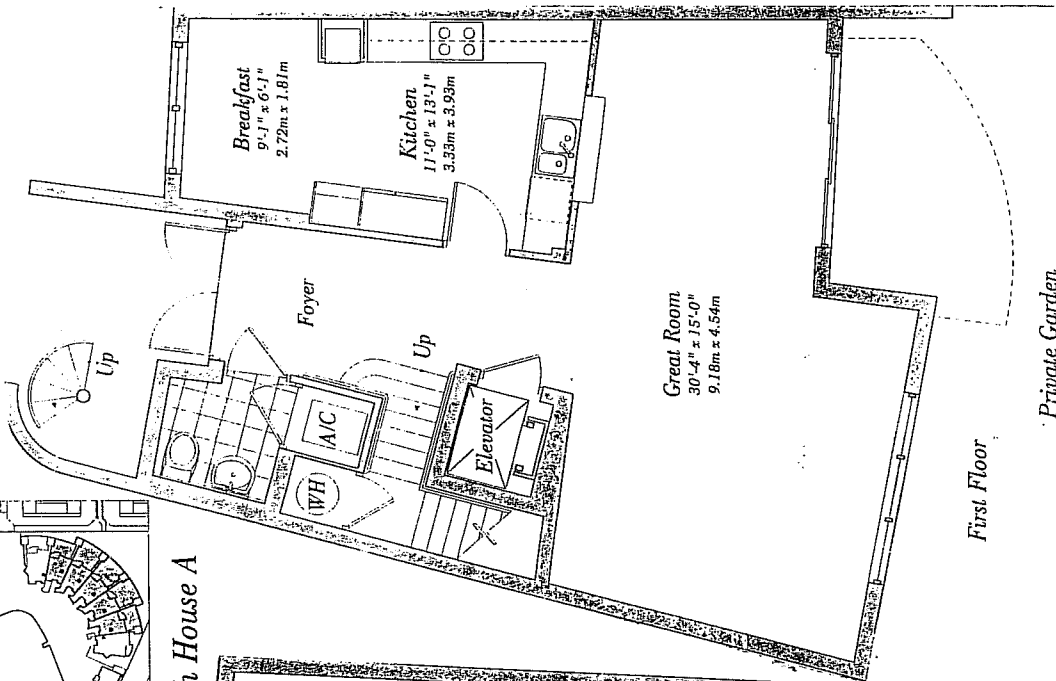 Breakfast
9'-1" x 6'-1"
2.72m x 1.81m
Kitchen
11'-0" x 13'-1"
3.33m x 3.93m
Foyer
Up
Up
A/C
WH
Elevator
Great Room
30'-4" x 15'-0"
9.18m x 4.54m
First Floor
Private Garden
House A